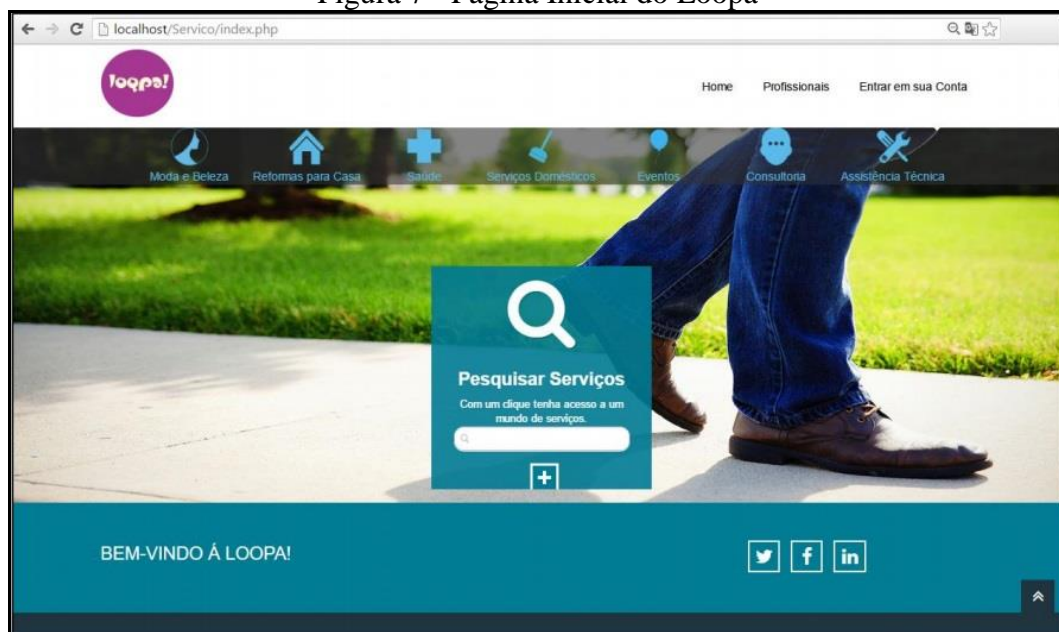 Figura 7 - Página Inicial do Loopa
localhost/Servico/index.php
loopa!
Home Profissionais Entrar em sua Conta
Moda e Beleza Reformas para Casa Saúde Serviços Domésticos Eventos Consultoria Assistência Técnica
Pesquisar Serviços
Com um clique tenha acesso a um
mundo de serviços.
BEM-VINDO Á LOOPA!